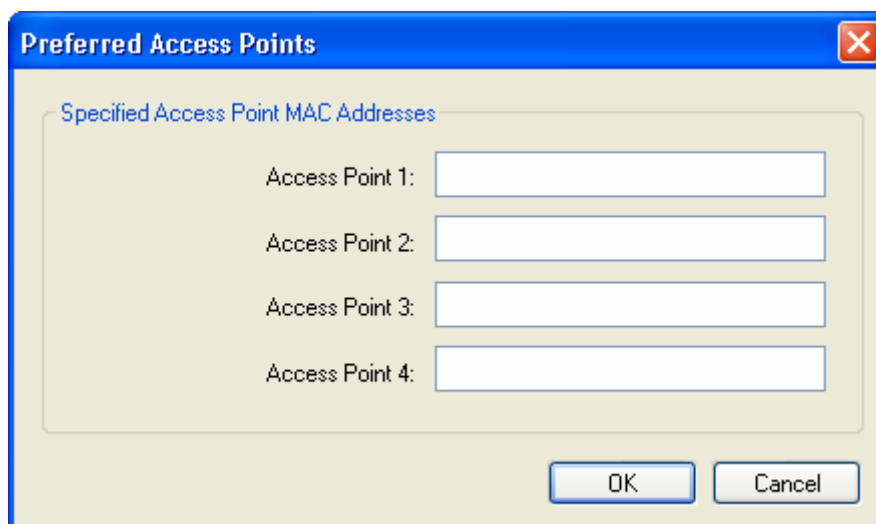 Preferred Access Points
Specified Access Point MAC Addresses
Access Point 1:
Access Point 2:
Access Point 3:
Access Point 4:
OK
Cancel